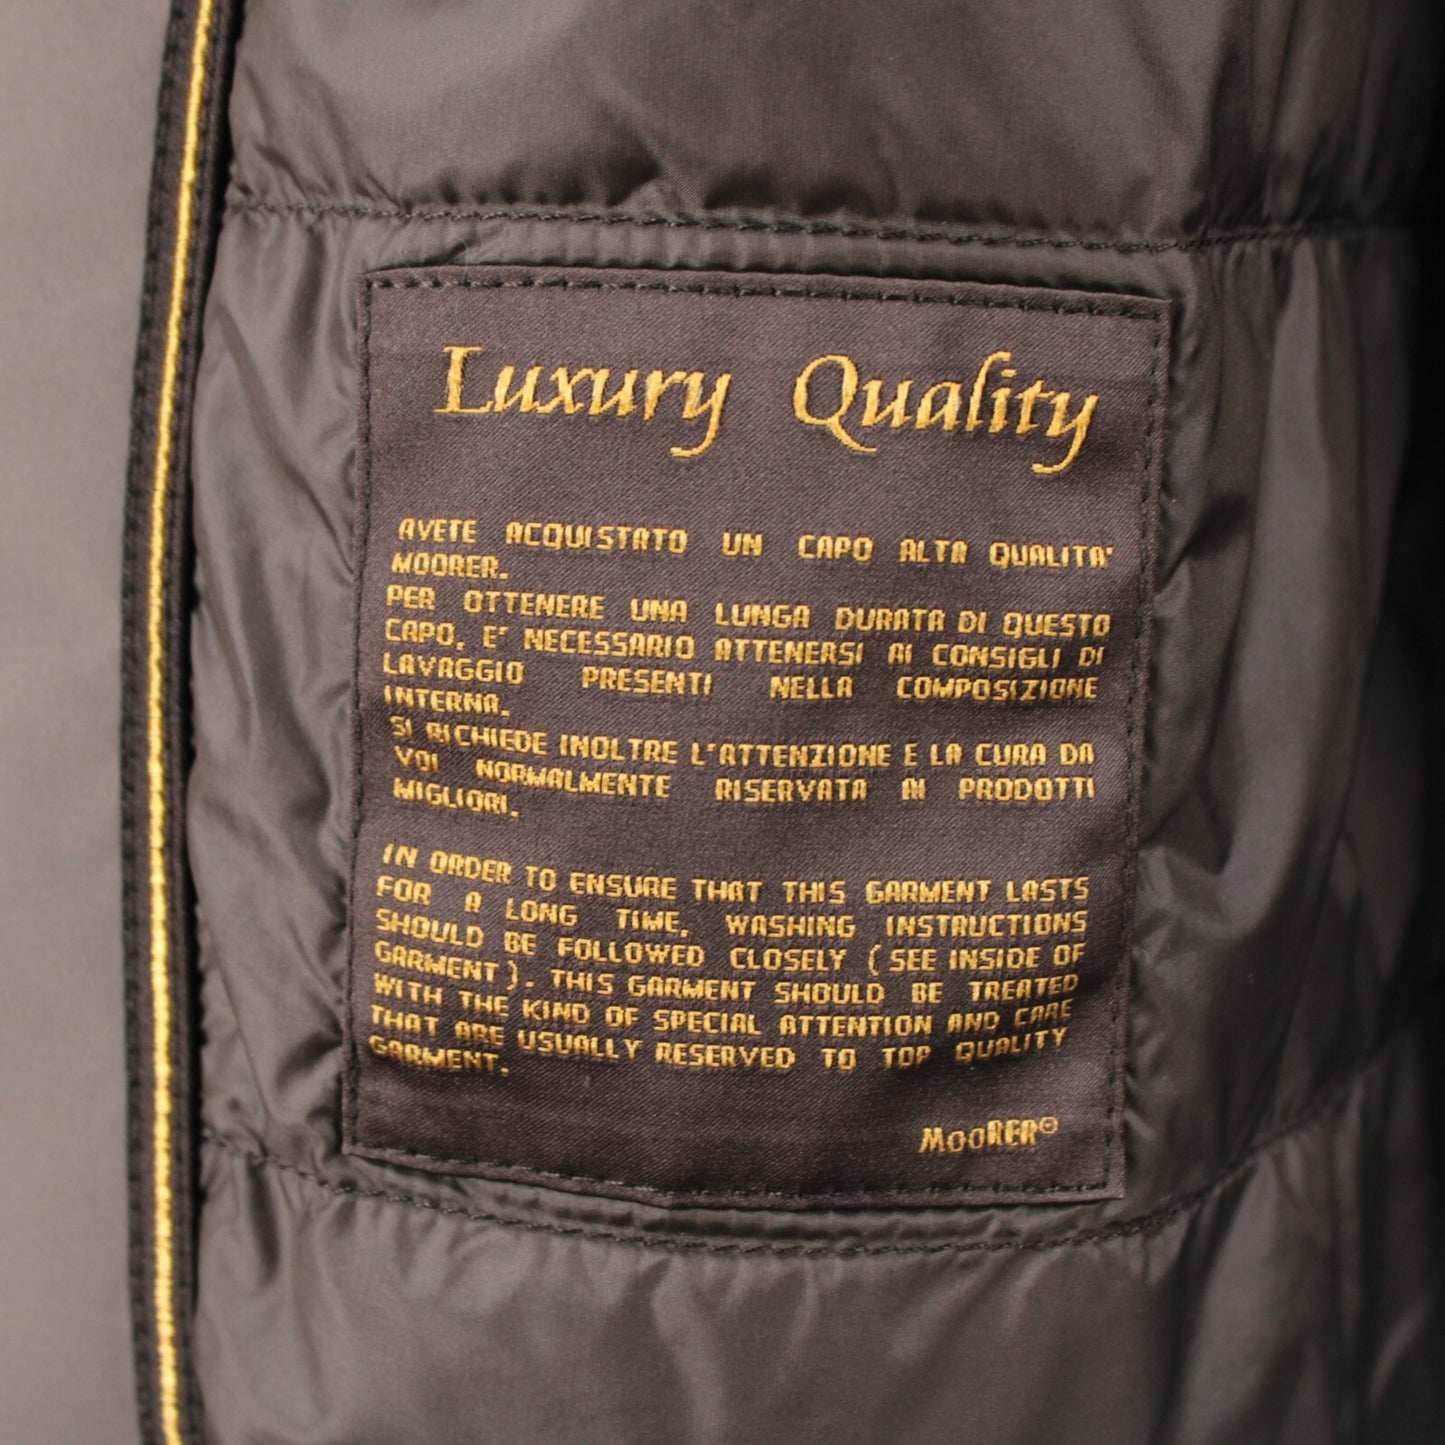 Luxury Quality
AVETE ACQUISTATO UN CAPO ALTA QUALITA'
MOORER.
PER OTTENERE UNA LUNGA DURATA DI QUESTO
CAPO, E' NECESSARIO ATTENERSI AI CONSIGLI DI
LAVAGGIO PRESENTI NELLA COMPOSIZIONE
INTERNA.
SI RICHIEDE INOLTRE L'ATTENZIONE E LA CURA DA
VOI NORMALMENTE RISERVATA AI PRODOTTI
MIGLIORI.
IN ORDER TO ENSURE THAT THIS GARMENT LASTS
FOR A LONG TIME, WASHING INSTRUCTIONS
SHOULD BE FOLLOWED CLOSELY (SEE INSIDE OF
GARMENT). THIS GARMENT SHOULD BE TREATED
WITH THE KIND OF SPECIAL ATTENTION AND CARE
THAT ARE USUALLY RESERVED TO TOP QUALITY
GARMENT.
MOORER®